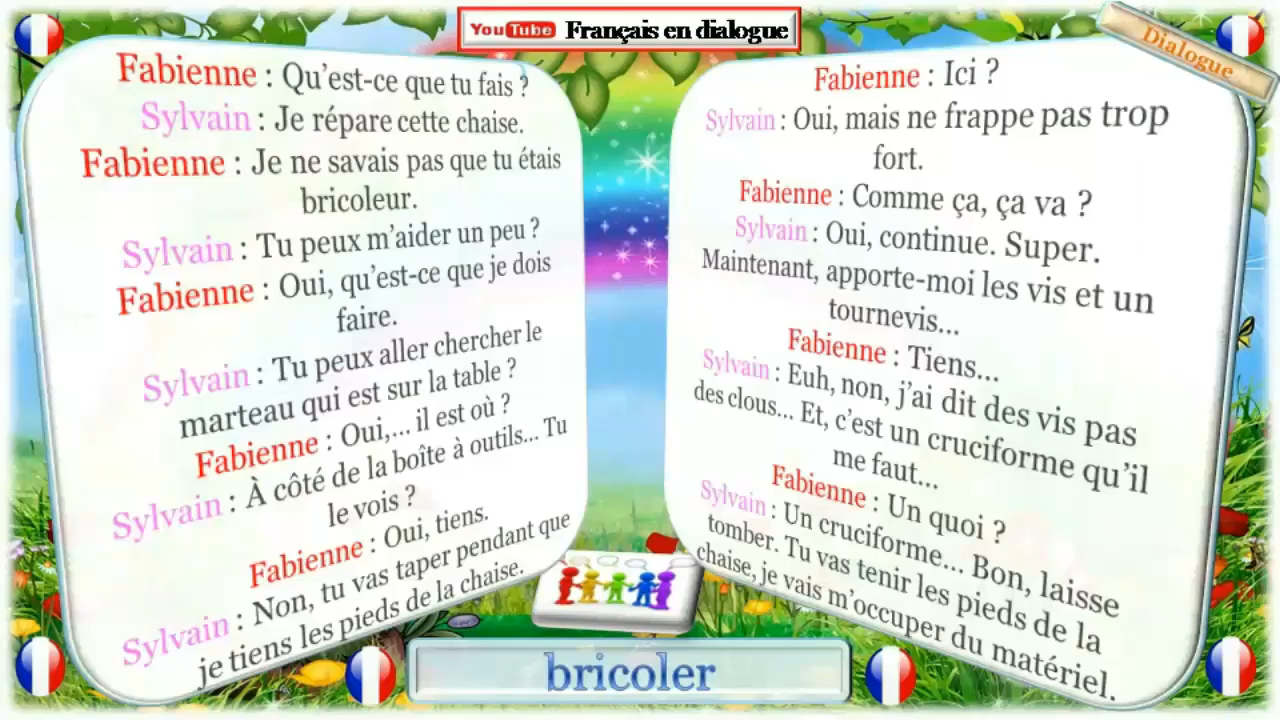 YouTube Français en dialogue
Dialogue
Fabienne : Qu'est-ce que tu fais ?
Sylvain : Je répare cette chaise.
Fabienne : Je ne savais pas que tu étais
bricoleur.
Sylvain : Tu peux m'aider un peu ?
Fabienne : Oui, qu'est-ce que je dois
faire.
Sylvain : Tu peux aller chercher le
marteau qui est sur la table ?
Fabienne : Oui,... il est où ?
Sylvain : À côté de la boîte à outils... Tu
le vois ?
Fabienne : Oui, tiens.
Sylvain : Non, tu vas taper pendant que
je tiens les pieds de la chaise.
Fabienne : Ici ?
Sylvain : Oui, mais ne frappe pas trop
fort.
Fabienne : Comme ça, ça va ?
Sylvain : Oui, continue. Super.
Maintenant, apporte-moi les vis et un
tournevis...
Fabienne : Tiens...
Sylvain : Euh, non, j'ai dit des vis pas
des clous... Et, c'est un cruciforme qu'il
me faut...
Fabienne : Un quoi ?
Sylvain : Un cruciforme... Bon, laisse
tomber. Tu vas tenir les pieds de la
chaise, je vais m'occuper du matériel.
bricoler